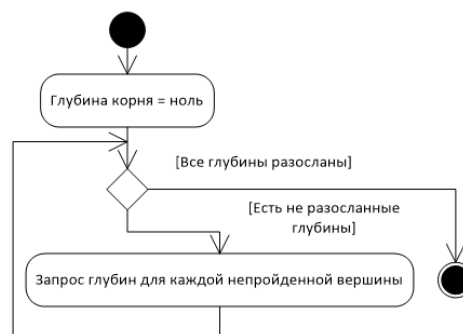 Глубина корня = ноль
[Все глубины разосланы]
[Есть не разосланные
глубины]
Запрос глубин для каждой непройденной вершины